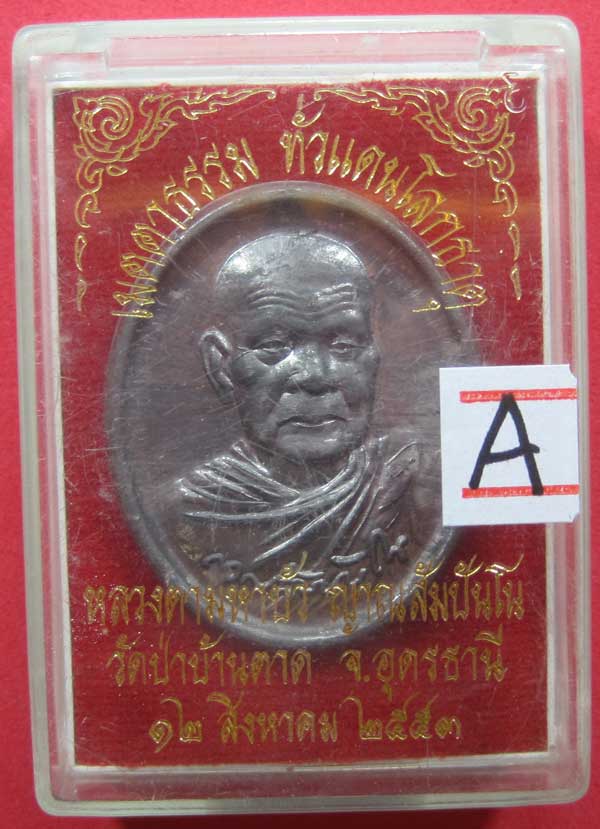 เมตตาธรรม ทั่วแดนโลกธาตุ
A
หลวงตามหาบัว ญาณสัมปันโน
วัดป่าบ้านตาด จ.อุดรธานี
๑๒ สิงหาคม ๒๕๕๓